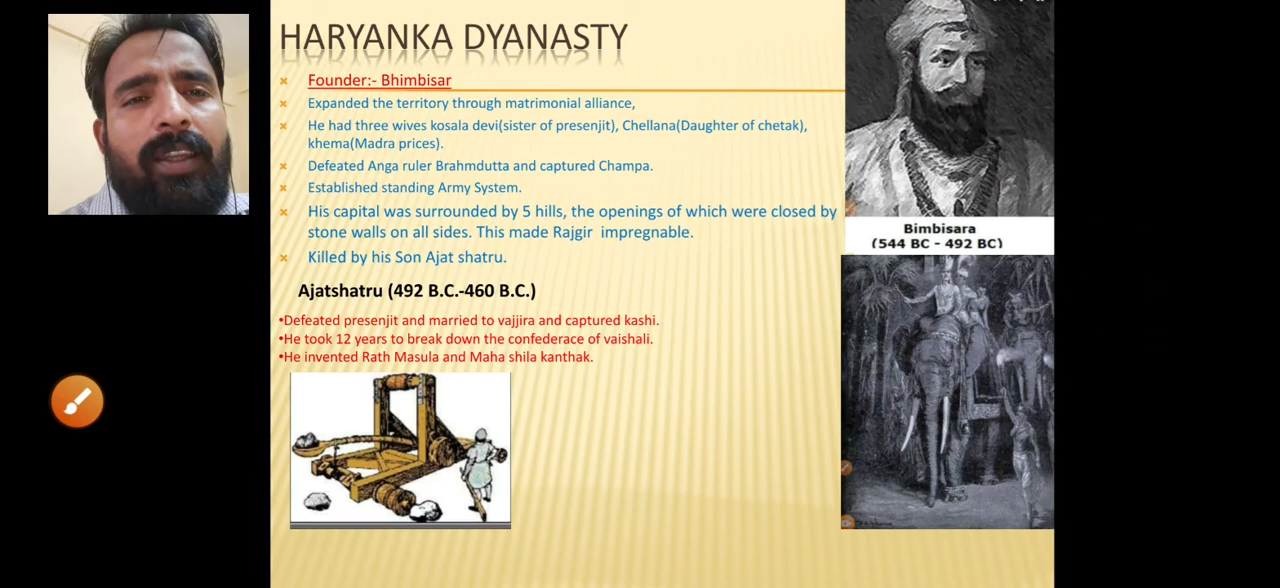 HARYANKA DYANASTY
Founder:- Bhimbisar
Expanded the territory through matrimonial alliance,
He had three wives kosala devi(sister of presenjit), Chellana(Daughter of chetak),
khema(Madra prices).
Defeated Anga ruler Brahmdutta and captured Champa.
Established standing Army System.
His capital was surrounded by 5 hills, the openings of which were closed by
stone walls on all sides. This made Rajgir impregnable.
Killed by his Son Ajat shatru.
Ajatshatru (492 B.C.-460 B.C.)
•Defeated presenjit and married to vajjira and captured kashi.
•He took 12 years to break down the confederace of vaishali.
•He invented Rath Masula and Maha shila kanthak.
Bimbisara
(544 BC - 492 BC)